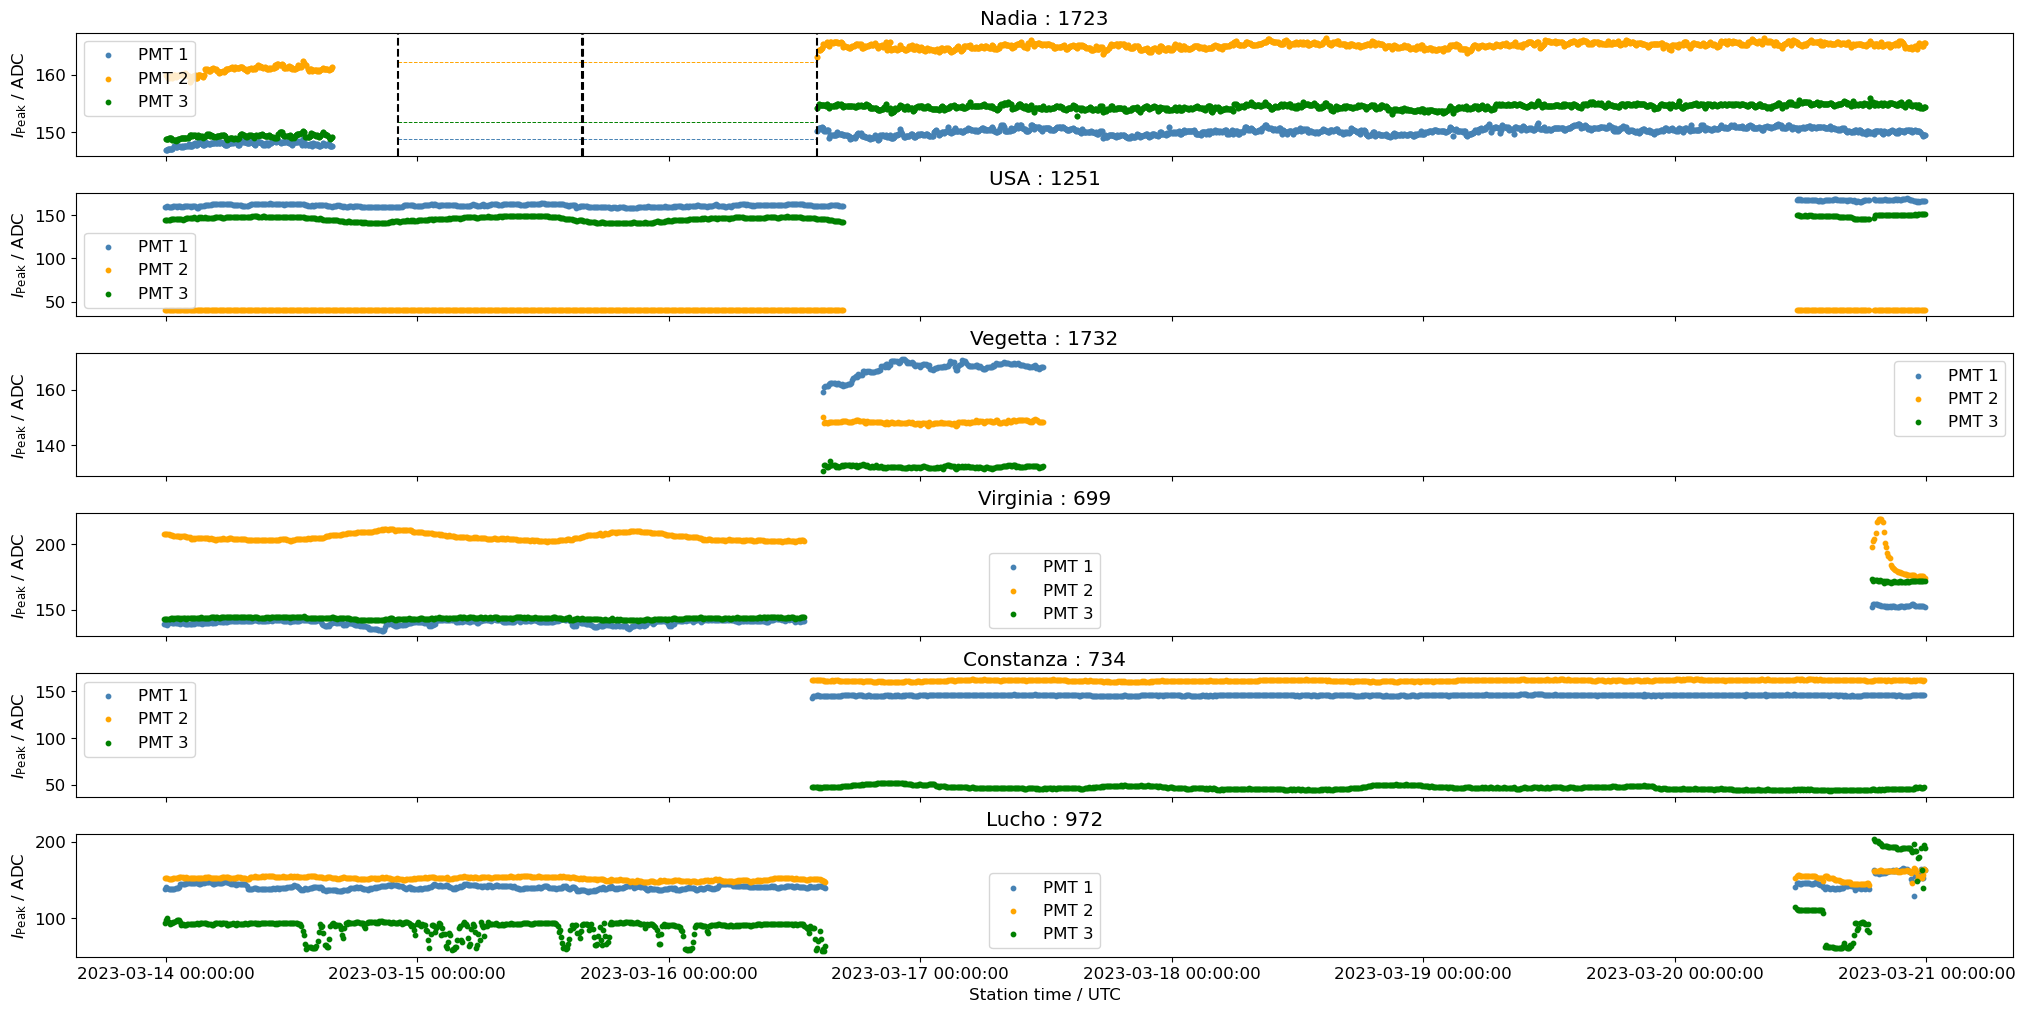 Nadia : 1723
I_Peak / ADC
160
150
PMT 1
PMT 2
PMT 3
USA : 1251
I_Peak / ADC
150
100
50
PMT 1
PMT 2
PMT 3
Vegetta : 1732
I_Peak / ADC
160
140
PMT 1
PMT 2
PMT 3
Virginia : 699
I_Peak / ADC
200
150
PMT 1
PMT 2
PMT 3
Constanza : 734
I_Peak / ADC
150
100
50
PMT 1
PMT 2
PMT 3
Lucho : 972
I_Peak / ADC
200
100
PMT 1
PMT 2
PMT 3
2023-03-14 00:00:00 2023-03-15 00:00:00 2023-03-16 00:00:00 2023-03-17 00:00:00 2023-03-18 00:00:00 2023-03-19 00:00:00 2023-03-20 00:00:00 2023-03-21 00:00:00
Station time / UTC